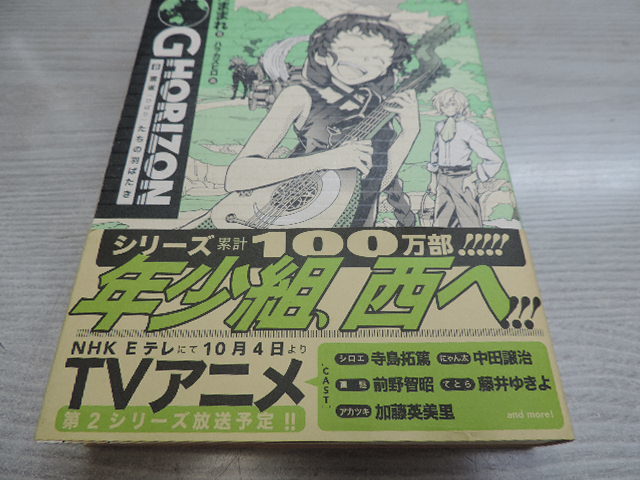 GHORIZON
まれ
シリーズ累計100万部!!!!!
年少組、西へ!!!
NHK Eテレにて10月4日より
TVアニメ
第2シリーズ放送予定!!
CAST
シロエ 寺島拓篤 にゃん太 中田譲治
直継 前野智昭 てとら 藤井ゆきよ
アカツキ 加藤英美里
and more!